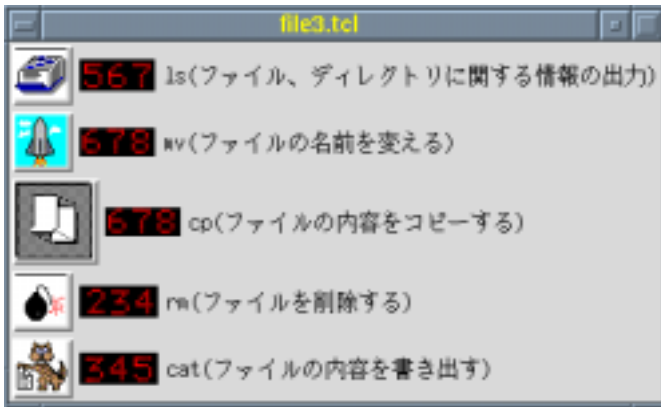 file3.tcl
567 ls(ファイル、ディレクトリに関する情報の出力)
678 mv(ファイルの名前を変える)
678 cp(ファイルの内容をコピーする)
234 rm(ファイルを削除する)
345 cat(ファイルの内容を書き出す)